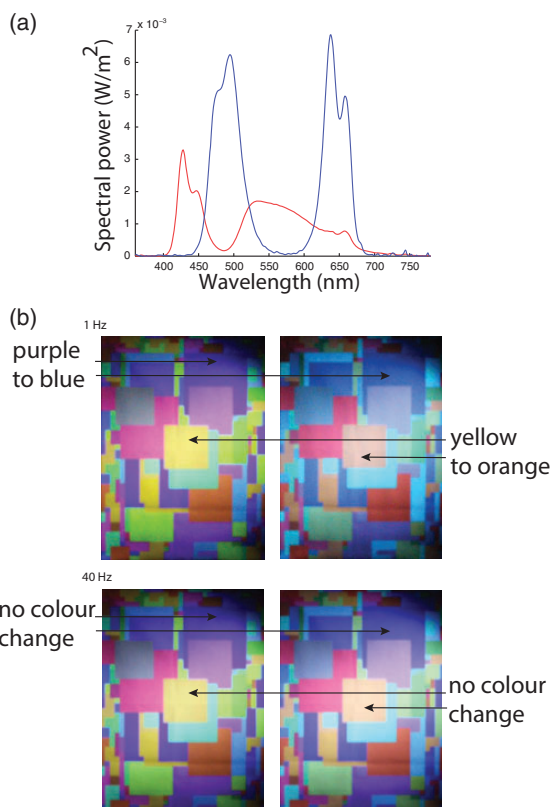 (a)
7 x 10⁻³
6
5
4
3
2
1
0
Spectral power (W/m²)
400 450 500 550 600 650 700 750
Wavelength (nm)
(b)
1 Hz
purple
to blue
yellow
to orange
40 Hz
no colour
change
no colour
change